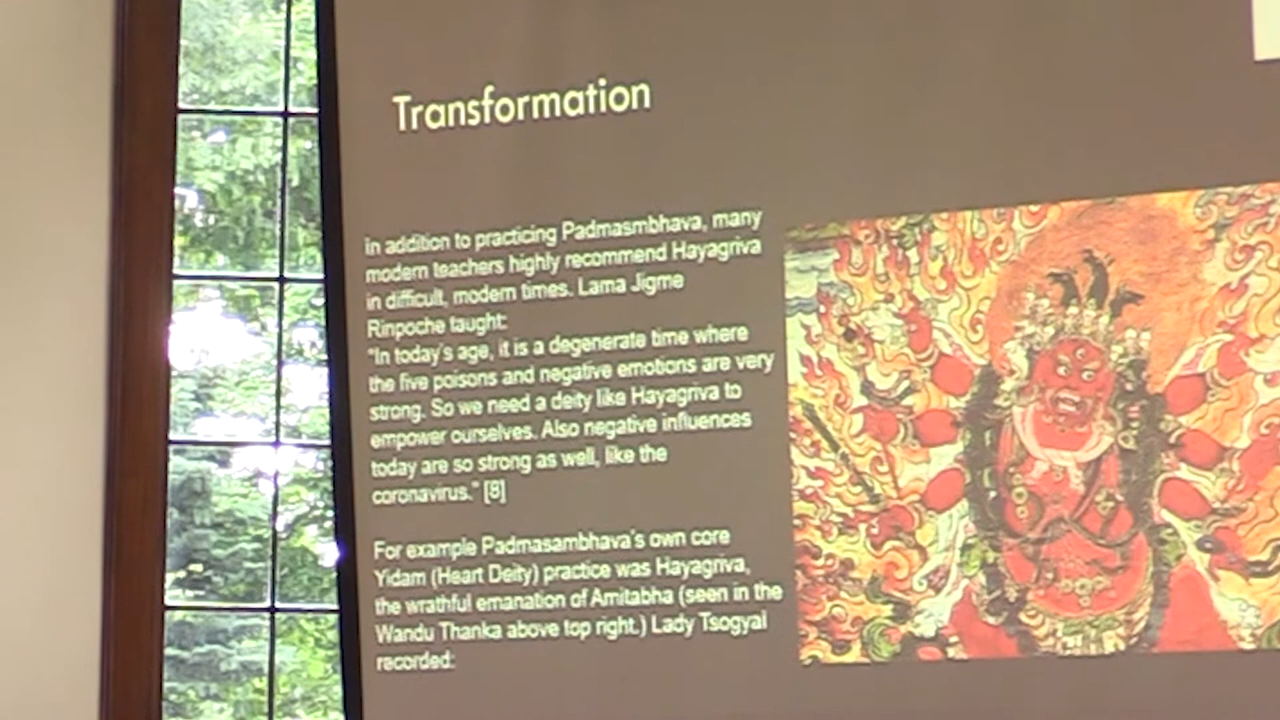 Transformation
in addition to practicing Padmasmbhava, many
modern teachers highly recommend Hayagriva
in difficult, modern times. Lama Jigme
Rinpoche taught:
"In today's age, it is a degenerate time where
the five poisons and negative emotions are very
strong. So we need a deity like Hayagriva to
empower ourselves. Also negative influences
today are so strong as well, like the
coronavirus." [8]
For example Padmasambhava's own core
Yidam (Heart Deity) practice was Hayagriva,
the wrathful emanation of Amitabha (seen in the
Wandu Thanka above top right.) Lady Tsogyal
recorded: